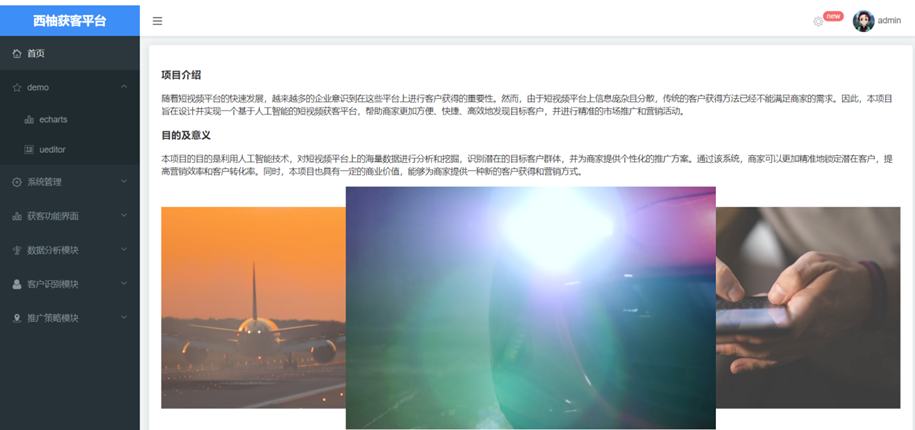 西柚获客平台
new
admin
首页
demo
echarts
ueditor
系统管理
获客功能界面
数据分析模块
客户识别模块
推广策略模块
项目介绍
随着短视频平台的快速发展，越来越多的企业意识到在这些平台上进行客户获得的重要性。然而，由于短视频平台上信息庞杂且分散，传统的客户获得方法已经不能满足商家的需求。因此，本项目
旨在设计并实现一个基于人工智能的短视频获客平台，帮助商家更加方便、快捷、高效地发现目标客户，并进行精准的市场推广和营销活动。
目的及意义
本项目的目的是利用人工智能技术，对短视频平台上的海量数据进行分析和挖掘，识别潜在的目标客户群体，并为商家提供个性化的推广方案。通过该系统，商家可以更加精准地锁定潜在客户，提
高营销效率和客户转化率。同时，本项目也具有一定的商业价值，能够为商家提供一种新的客户获得和营销方式。